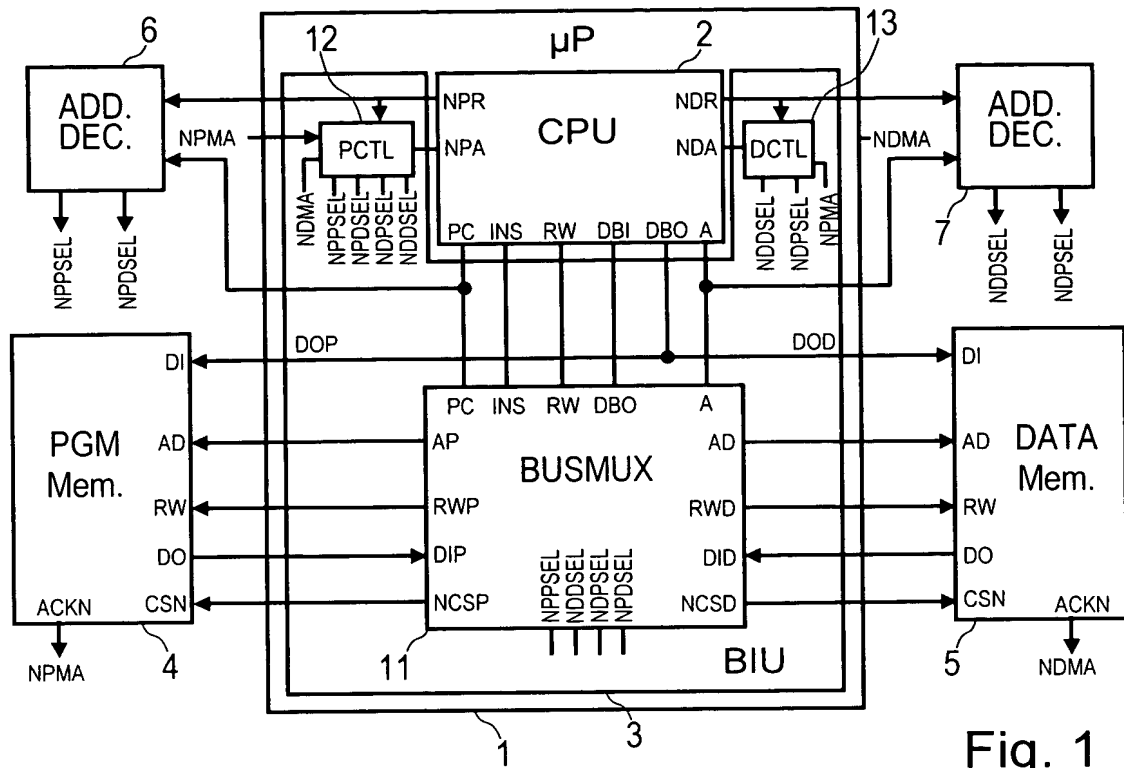 6
12
µP
2
13
ADD.
DEC.
NPMA
PCTL
NPR
NPA
CPU
NDR
NDA
DCTL
NDMA
ADD.
DEC.
7
NPPSEL
NPDSEL
NDMA
NPPSEL
NPDSEL
NDPSEL
NDDSEL
PC INS RW DBI DBO A
NDDSEL
NDPSEL
NPMA
NDDSEL
NDPSEL
DOP
DOD
PGM
Mem.
DI
AD
RW
DO
CSN
ACKN
NPMA
4
PC INS RW DBO A
AP
RWP
DIP
NCSP
BUSMUX
AD
RWD
DID
NCSD
NPPSEL
NDDSEL
NDPSEL
NPDSEL
11
BIU
DI
AD
RW
DO
CSN
DATA
Mem.
ACKN
NDMA
5
1
3
Fig. 1